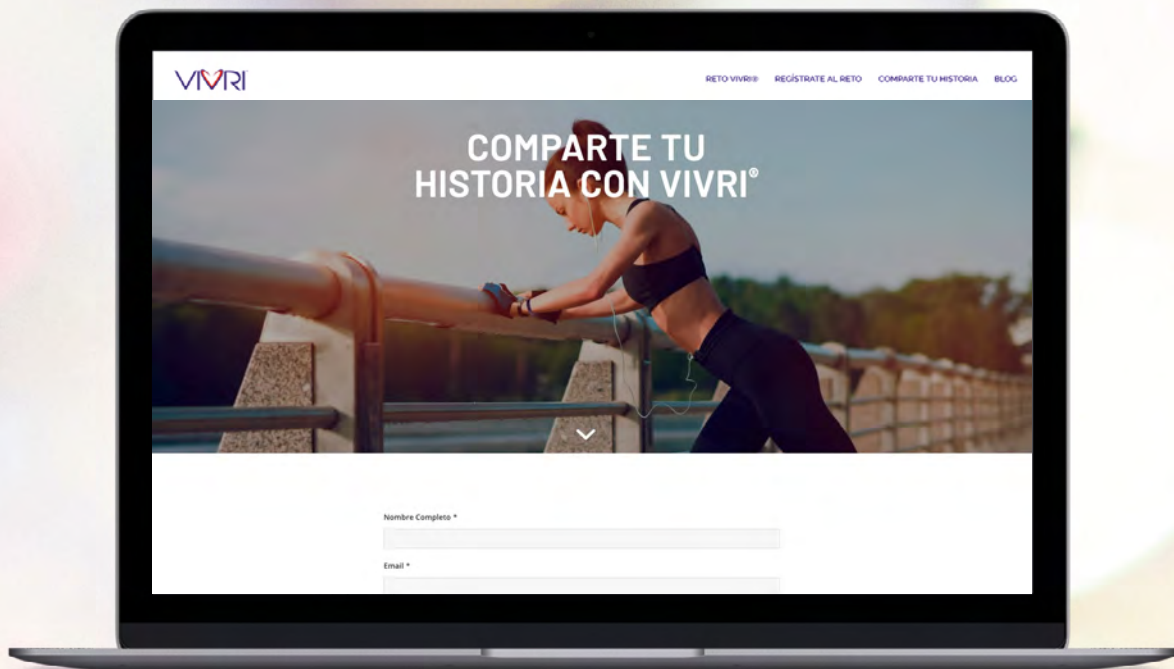 VIVRI
RETO VIVRI® REGÍSTRATE AL RETO COMPARTE TU HISTORIA BLOG
COMPARTE TU
HISTORIA CON VIVRI®
Nombre Completo *
Email *